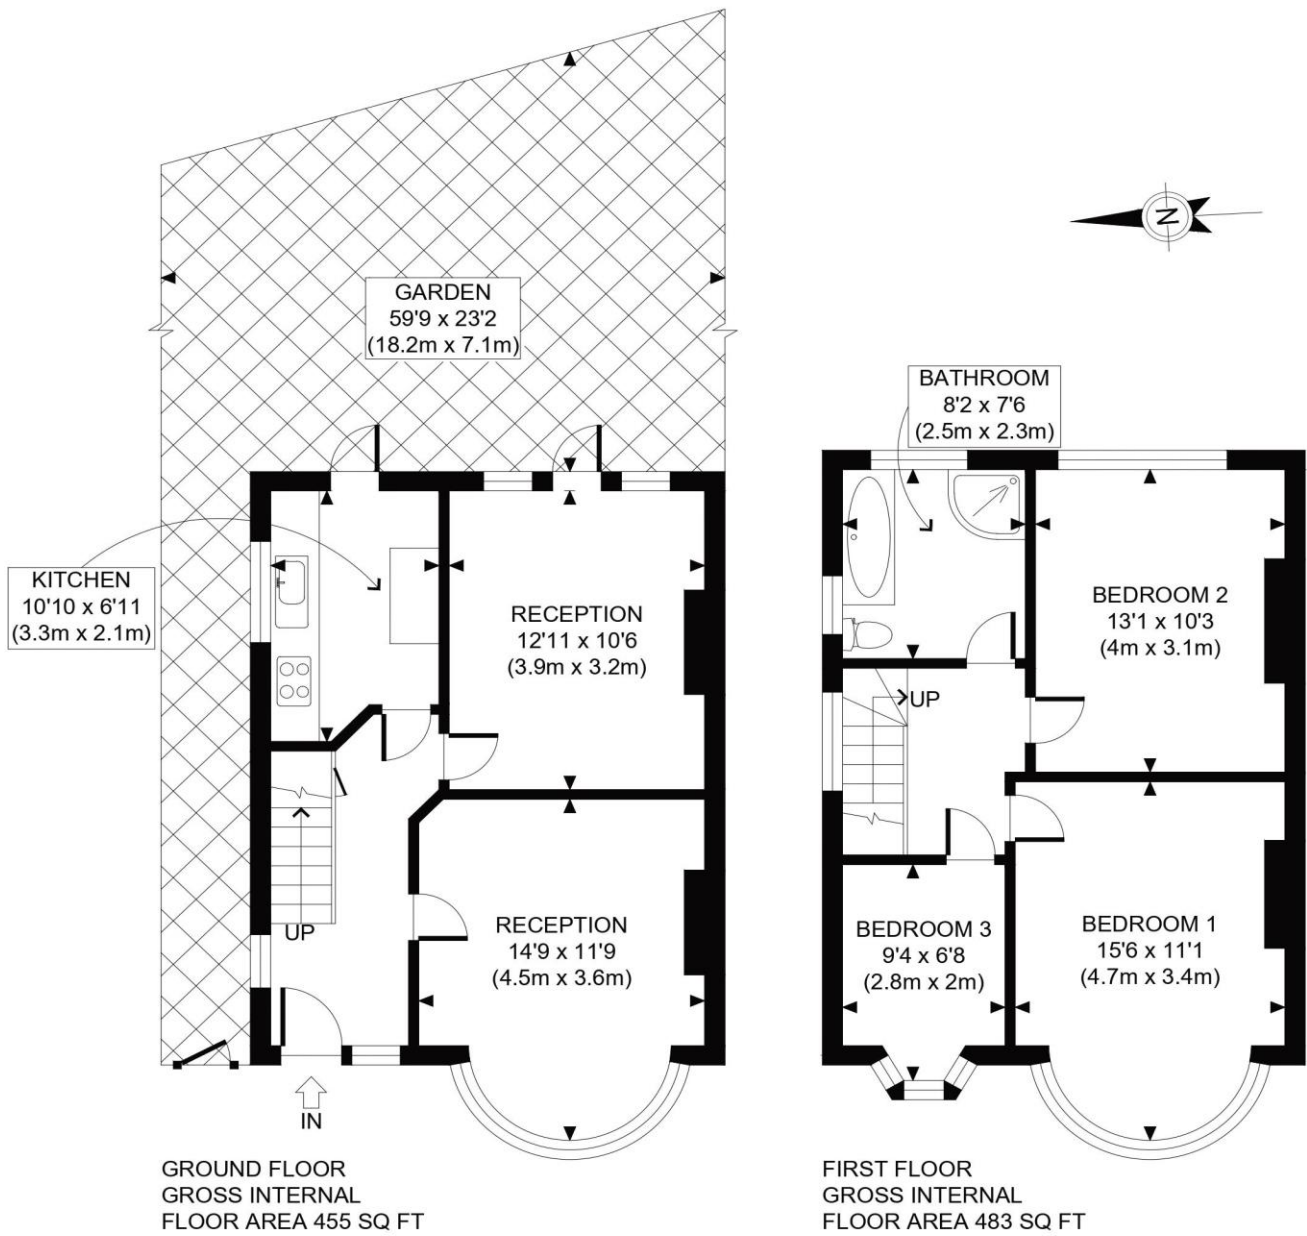 GARDEN
59'9 x 23'2
(18.2m x 7.1m)
N
BATHROOM
8'2 x 7'6
(2.5m x 2.3m)
KITCHEN
10'10 x 6'11
(3.3m x 2.1m)
RECEPTION
12'11 x 10'6
(3.9m x 3.2m)
BEDROOM 2
13'1 x 10'3
(4m x 3.1m)
UP
RECEPTION
14'9 x 11'9
(4.5m x 3.6m)
UP
BEDROOM 3
9'4 x 6'8
(2.8m x 2m)
BEDROOM 1
15'6 x 11'1
(4.7m x 3.4m)
IN
GROUND FLOOR
GROSS INTERNAL
FLOOR AREA 455 SQ FT
FIRST FLOOR
GROSS INTERNAL
FLOOR AREA 483 SQ FT